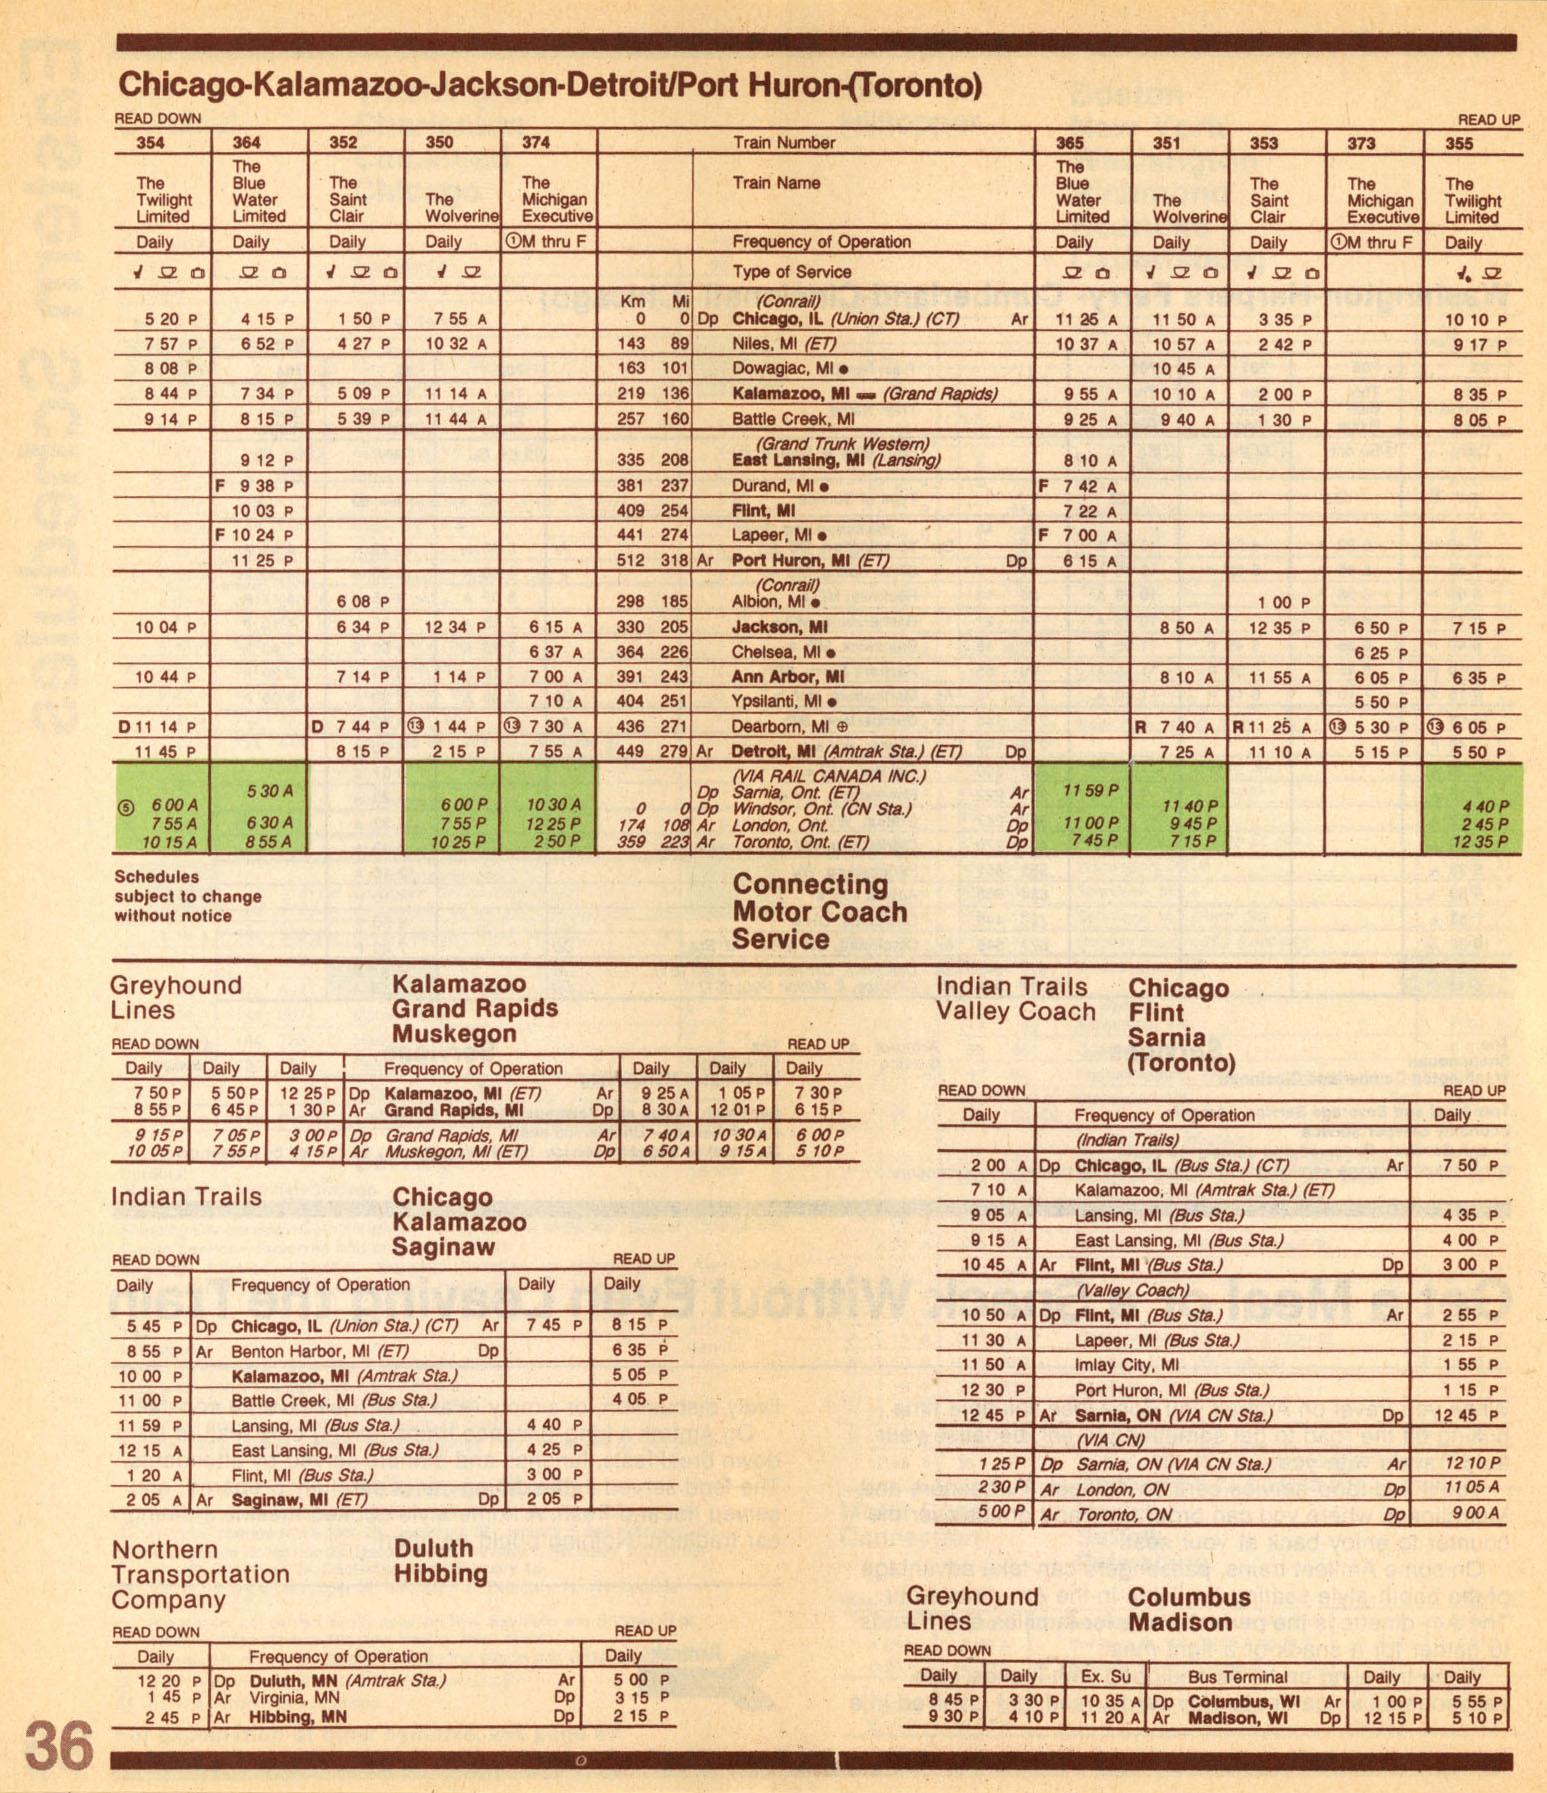 Chicago-Kalamazoo-Jackson-Detroit/Port Huron-(Toronto)
READ DOWN READ UP
354 364 352 350 374 Train Number 365 351 353 373 355
The Twilight Limited The Blue Water Limited The Saint Clair The Wolverine The Michigan Executive Train Name The Blue Water Limited The Wolverine The Saint Clair The Michigan Executive The Twilight Limited
Daily Daily Daily Daily ①M thru F Frequency of Operation Daily Daily Daily ①M thru F Daily
Type of Service
Km Mi (Conrail)
5 20 P 4 15 P 1 50 P 7 55 A 0 0 Dp Chicago, IL (Union Sta.) (CT) Ar 11 25 A 11 50 A 3 35 P 10 10 P
7 57 P 6 52 P 4 27 P 10 32 A 143 89 Niles, MI (ET) 10 37 A 10 57 A 2 42 P 9 17 P
8 08 P 163 101 Dowagiac, MI ● 10 45 A
8 44 P 7 34 P 5 09 P 11 14 A 219 136 Kalamazoo, MI (Grand Rapids) 9 55 A 10 10 A 2 00 P 8 35 P
9 14 P 8 15 P 5 39 P 11 44 A 257 160 Battle Creek, MI 9 25 A 9 40 A 1 30 P 8 05 P
(Grand Trunk Western)
9 12 P 335 208 East Lansing, MI (Lansing) 8 10 A
F 9 38 P 381 237 Durand, MI ● F 7 42 A
10 03 P 409 254 Flint, MI 7 22 A
F 10 24 P 441 274 Lapeer, MI ● F 7 00 A
11 25 P 512 318 Ar Port Huron, MI (ET) Dp 6 15 A
(Conrail)
6 08 P 298 185 Albion, MI ● 1 00 P
10 04 P 6 34 P 12 34 P 6 15 A 330 205 Jackson, MI 8 50 A 12 35 P 6 50 P 7 15 P
6 37 A 364 226 Chelsea, MI ● 6 25 P
10 44 P 7 14 P 1 14 P 7 00 A 391 243 Ann Arbor, MI 8 10 A 11 55 A 6 05 P 6 35 P
7 10 A 404 251 Ypsilanti, MI ● 5 50 P
D 11 14 P D 7 44 P ⑬ 1 44 P ⑬ 7 30 A 436 271 Dearborn, MI ⊕ R 7 40 A R 11 25 A ⑬ 5 30 P ⑬ 6 05 P
11 45 P 8 15 P 2 15 P 7 55 A 449 279 Ar Detroit, MI (Amtrak Sta.) (ET) Dp 7 25 A 11 10 A 5 15 P 5 50 P
(VIA RAIL CANADA INC.)
5 30 A Dp Sarnia, Ont. (ET) Ar 11 59 P
⑤ 6 00 A 6 00 P 10 30 A 0 0 Dp Windsor, Ont. (CN Sta.) Ar 11 40 P 4 40 P
7 55 A 6 30 A 7 55 P 12 25 P 174 108 Ar London, Ont. Dp 11 00 P 9 45 P 2 45 P
10 15 A 8 55 A 10 25 P 2 50 P 359 223 Ar Toronto, Ont. (ET) Dp 7 45 P 7 15 P 12 35 P
Schedules
subject to change
without notice
Connecting
Motor Coach
Service
Greyhound
Lines
Kalamazoo
Grand Rapids
Muskegon
READ DOWN READ UP
Daily Daily Daily Frequency of Operation Daily Daily Daily
7 50 P 5 50 P 12 25 P Dp Kalamazoo, MI (ET) Ar 9 25 A 1 05 P 7 30 P
8 55 P 6 45 P 1 30 P Ar Grand Rapids, MI Dp 8 30 A 12 01 P 6 15 P
9 15 P 7 05 P 3 00 P Dp Grand Rapids, MI Ar 7 40 A 10 30 A 6 00 P
10 05 P 7 55 P 4 15 P Ar Muskegon, MI (ET) Dp 6 50 A 9 15 A 5 10 P
Indian Trails
Chicago
Kalamazoo
Saginaw
READ DOWN READ UP
Daily Frequency of Operation Daily Daily
5 45 P Dp Chicago, IL (Union Sta.) (CT) Ar 7 45 P 8 15 P
8 55 P Ar Benton Harbor, MI (ET) Dp 6 35 P
10 00 P Kalamazoo, MI (Amtrak Sta.) 5 05 P
11 00 P Battle Creek, MI (Bus Sta.) 4 05 P
11 59 P Lansing, MI (Bus Sta.) 4 40 P
12 15 A East Lansing, MI (Bus Sta.) 4 25 P
1 20 A Flint, MI (Bus Sta.) 3 00 P
2 05 A Ar Saginaw, MI (ET) Dp 2 05 P
Northern
Transportation
Company
Duluth
Hibbing
READ DOWN READ UP
Daily Frequency of Operation Daily
12 20 P Dp Duluth, MN (Amtrak Sta.) Ar 5 00 P
1 45 P Ar Virginia, MN Dp 3 15 P
2 45 P Ar Hibbing, MN Dp 2 15 P
Indian Trails
Valley Coach
Chicago
Flint
Sarnia
(Toronto)
READ DOWN READ UP
Daily Frequency of Operation Daily
(Indian Trails)
2 00 A Dp Chicago, IL (Bus Sta.) (CT) Ar 7 50 P
7 10 A Kalamazoo, MI (Amtrak Sta.) (ET)
9 05 A Lansing, MI (Bus Sta.) 4 35 P
9 15 A East Lansing, MI (Bus Sta.) 4 00 P
10 45 A Ar Flint, MI (Bus Sta.) Dp 3 00 P
(Valley Coach)
10 50 A Dp Flint, MI (Bus Sta.) Ar 2 55 P
11 30 A Lapeer, MI (Bus Sta.) 2 15 P
11 50 A Imlay City, MI 1 55 P
12 30 P Port Huron, MI (Bus Sta.) 1 15 P
12 45 P Ar Sarnia, ON (VIA CN Sta.) Dp 12 45 P
(VIA CN)
1 25 P Dp Sarnia, ON (VIA CN Sta.) Ar 12 10 P
2 30 P Ar London, ON Dp 11 05 A
5 00 P Ar Toronto, ON Dp 9 00 A
Greyhound
Lines
Columbus
Madison
READ DOWN
Daily Daily Ex. Su Bus Terminal Daily Daily
8 45 P 3 30 P 10 35 A Dp Columbus, WI Ar 1 00 P 5 55 P
9 30 P 4 10 P 11 20 A Ar Madison, WI Dp 12 15 P 5 10 P
36